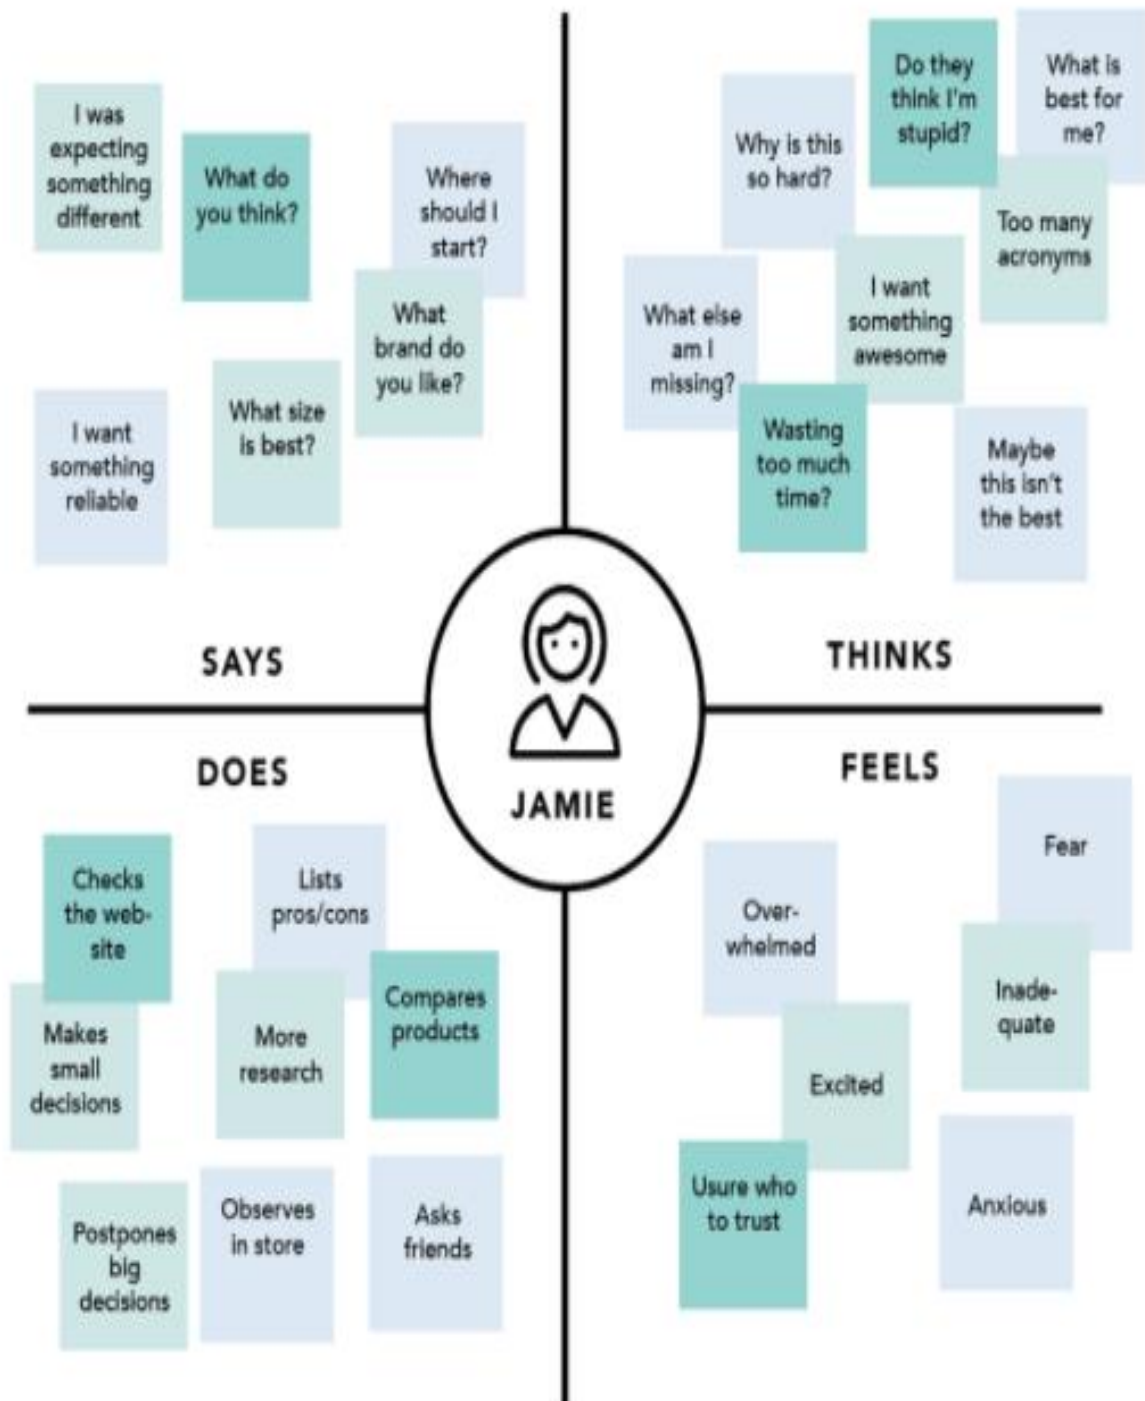 I was
expecting
something
different
What do
you think?
Where
should I
start?
What
brand do
you like?
I want
something
reliable
What size
is best?
SAYS
Why is this
so hard?
Do they
think I'm
stupid?
What is
best for
me?
Too many
acronyms
What else
am I
missing?
I want
something
awesome
Wasting
too much
time?
Maybe
this isn't
the best
THINKS
JAMIE
DOES
Checks
the web-
site
Lists
pros/cons
Makes
small
decisions
More
research
Compares
products
Postpones
big
decisions
Observes
in store
Asks
friends
FEELS
Fear
Over-
whelmed
Inade-
quate
Excited
Usure who
to trust
Anxious